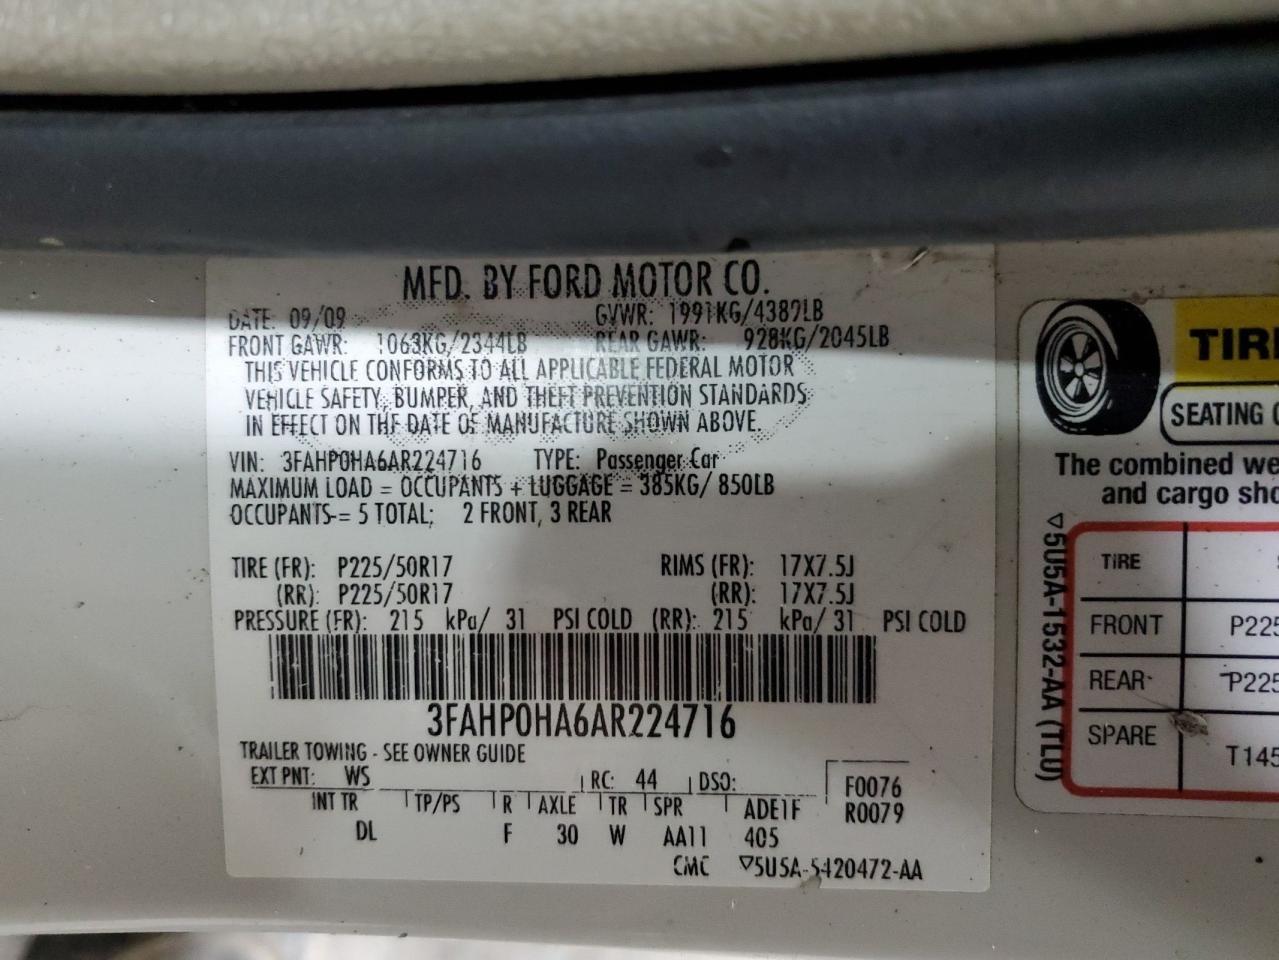 MFD. BY FORD MOTOR CO.
DATE: 09/09 GVWR: 1991KG/4389LB
FRONT GAWR: 1063KG/2344LB REAR GAWR: 928KG/2045LB
THIS VEHICLE CONFORMS TO ALL APPLICABLE FEDERAL MOTOR
VEHICLE SAFETY, BUMPER, AND THEFT PREVENTION STANDARDS
IN EFFECT ON THE DATE OF MANUFACTURE SHOWN ABOVE.
VIN: 3FAHP0HA6AR224716 TYPE: Passenger Car
MAXIMUM LOAD = OCCUPANTS + LUGGAGE = 385KG/ 850LB
OCCUPANTS = 5 TOTAL; 2 FRONT, 3 REAR
TIRE (FR): P225/50R17 RIMS (FR): 17X7.5J
(RR): P225/50R17 (RR): 17X7.5J
PRESSURE (FR): 215 kPa/ 31 PSI COLD (RR): 215 kPa/ 31 PSI COLD
3FAHP0HA6AR224716
TRAILER TOWING - SEE OWNER GUIDE
EXT PNT: WS RC: 44 DSO: F0076
INT TR TP/PS R AXLE TR SPR ADE1F R0079
DL F 30 W AA11 405
CMC ▽5U5A-5420472-AA
TIRE
SEATING
The combined
and cargo
▽5U5A-1532-AA (TLU)
TIRE
FRONT P225
REAR P225
SPARE T145